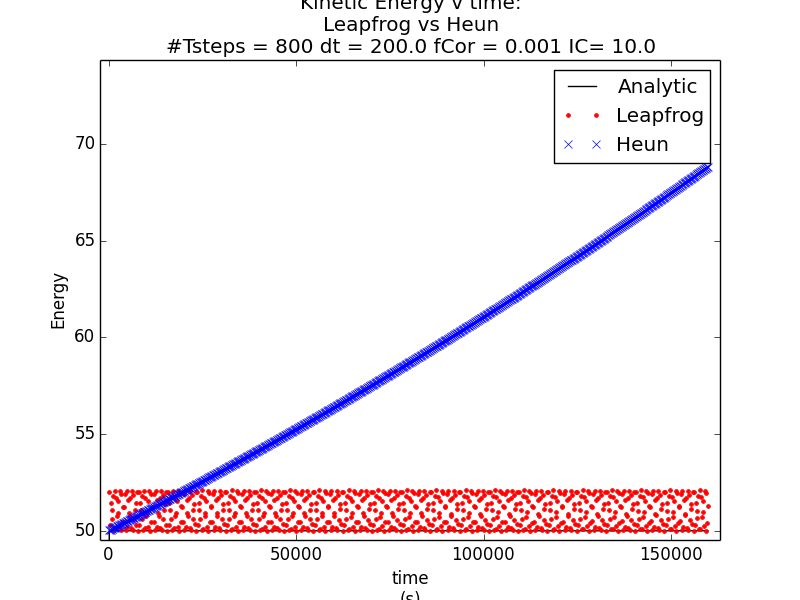 Kinetic Energy v time:
Leapfrog vs Heun
#Tsteps = 800 dt = 200.0 fCor = 0.001 IC= 10.0
Analytic
Leapfrog
Heun
70
65
60
55
50
Energy
0
50000
100000
150000
time
(s)